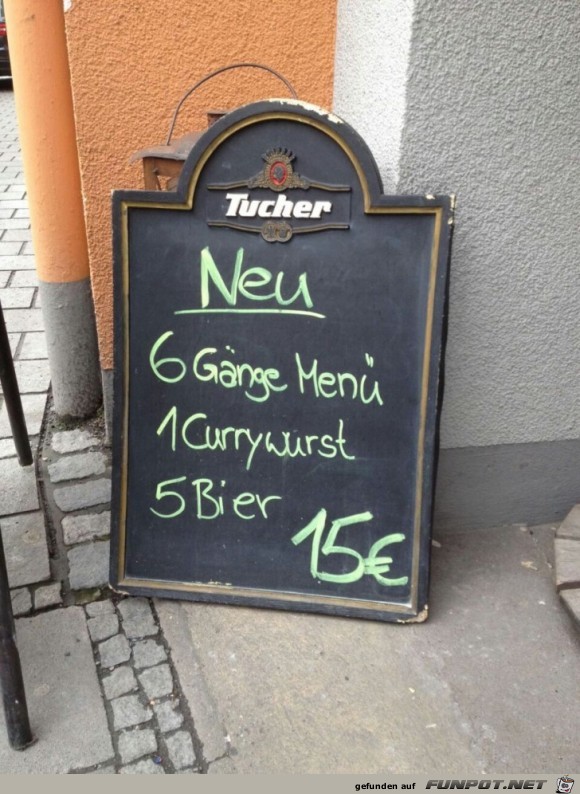 Tucher
Neu
6 Gänge Menü
1 Currywurst
5 Bier
15€
gefunden auf FUNPOT.NET